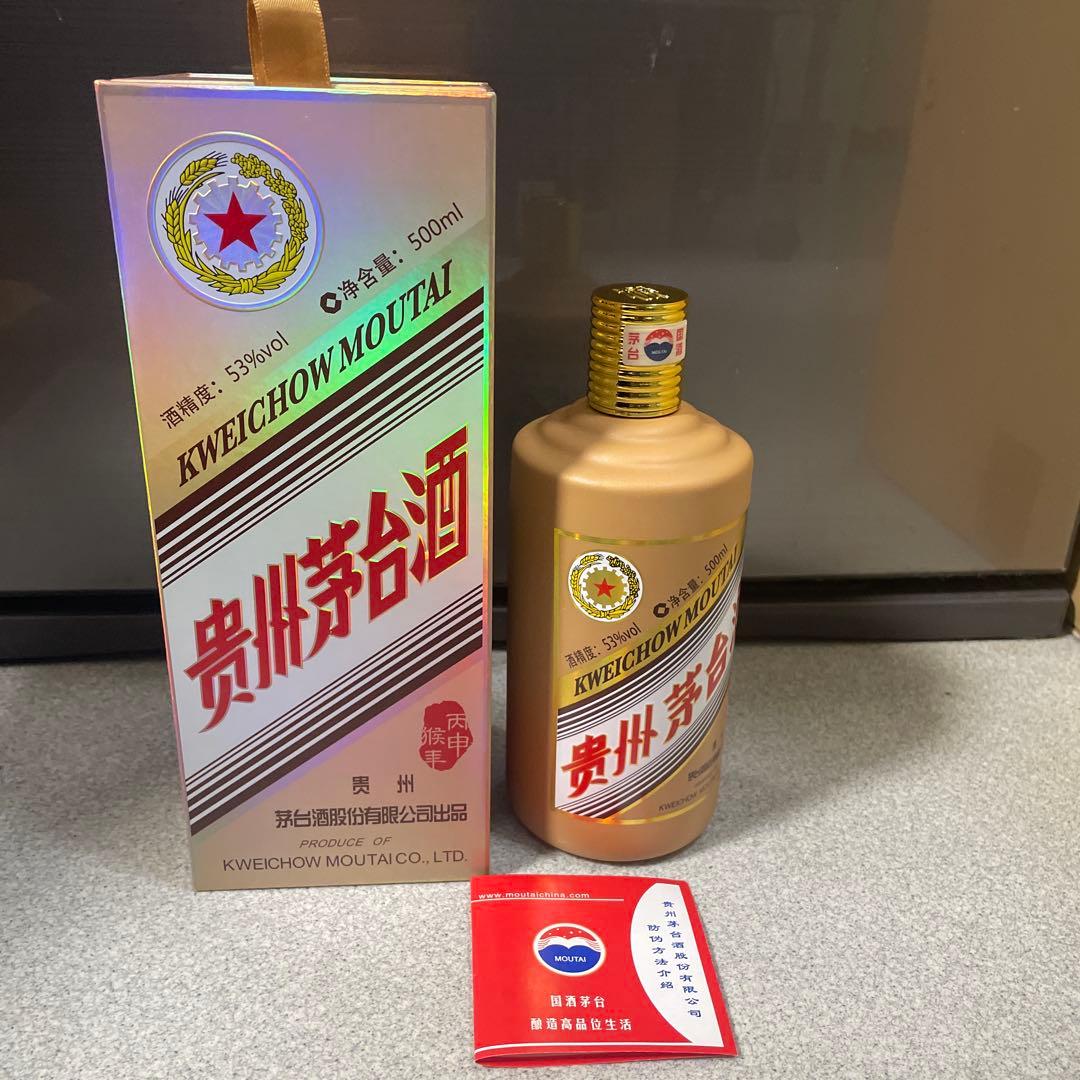 净含量：500ml
酒精度：53%vol
KWEICHOW MOUTAI
贵州茅台酒
丙申
猴年
贵州
茅台酒股份有限公司出品
PRODUCE OF
KWEICHOW MOUTAI CO., LTD.
茅台
MOUTAI
国酒
净含量：500ml
酒精度：53%vol
KWEICHOW MOUTAI
贵州茅台
KWEICHOW
www.moutaichina.com
MOUTAI
国酒茅台
酿造高品位生活
贵州茅台酒股份有限公司
防伪方法介绍